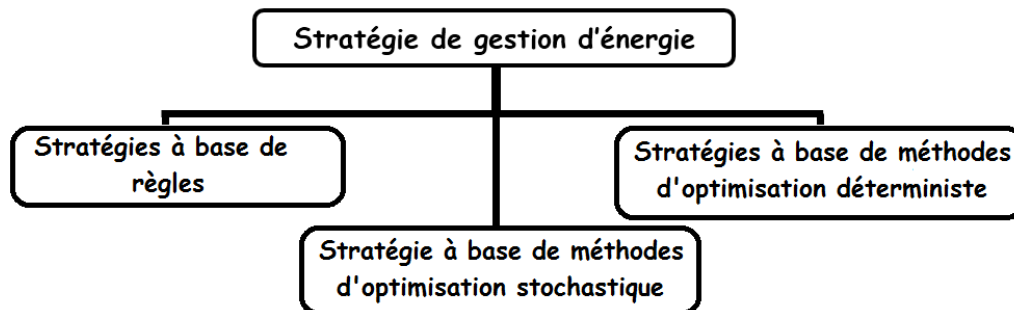 Stratégie de gestion d'énergie
Stratégies à base de
règles
Stratégies à base de méthodes
d'optimisation déterministe
Stratégie à base de méthodes
d'optimisation stochastique